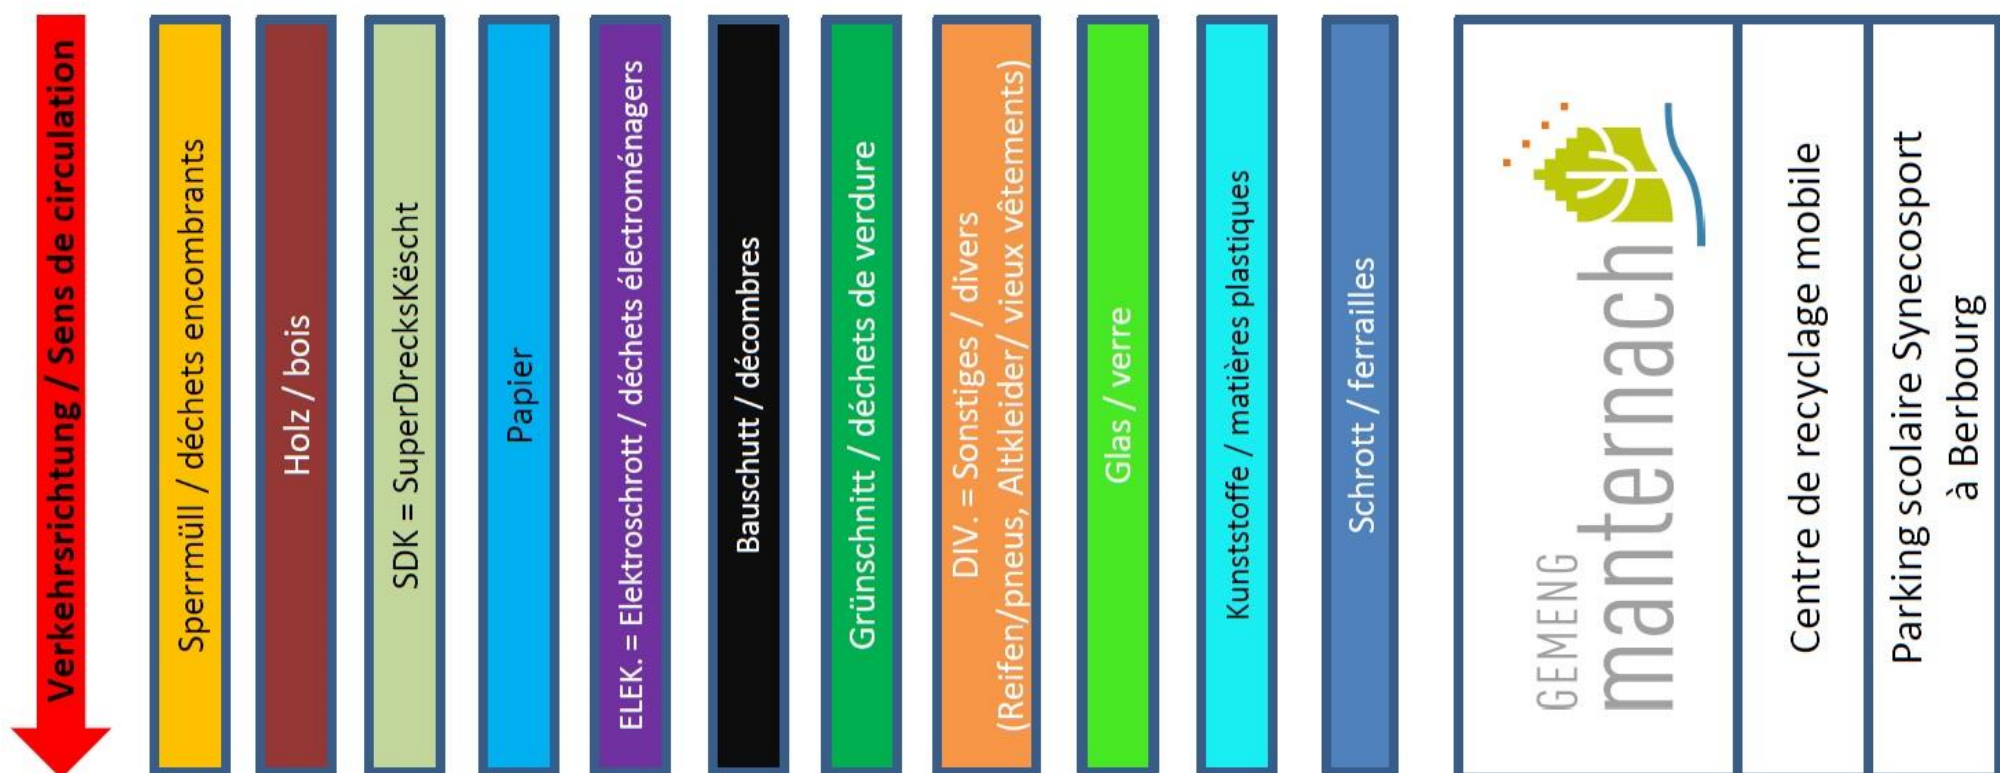 Verkehrsrichtung / Sens de circulation
Sperrmüll / déchets encombrants
Holz / bois
SDK = SuperDrecksKëscht
Papier
ELEK. = Elektroschrott / déchets électroménagers
Bauschutt / décombres
Grünschnitt / déchets de verdure
DIV. = Sonstiges / divers
(Reifen/pneus, Altkleider/ vieux vêtements)
Glas / verre
Kunststoffe / matières plastiques
Schrott / ferrailles
GEMENG
manternach
Centre de recyclage mobile
Parking scolaire Synecosport
à Berbourg